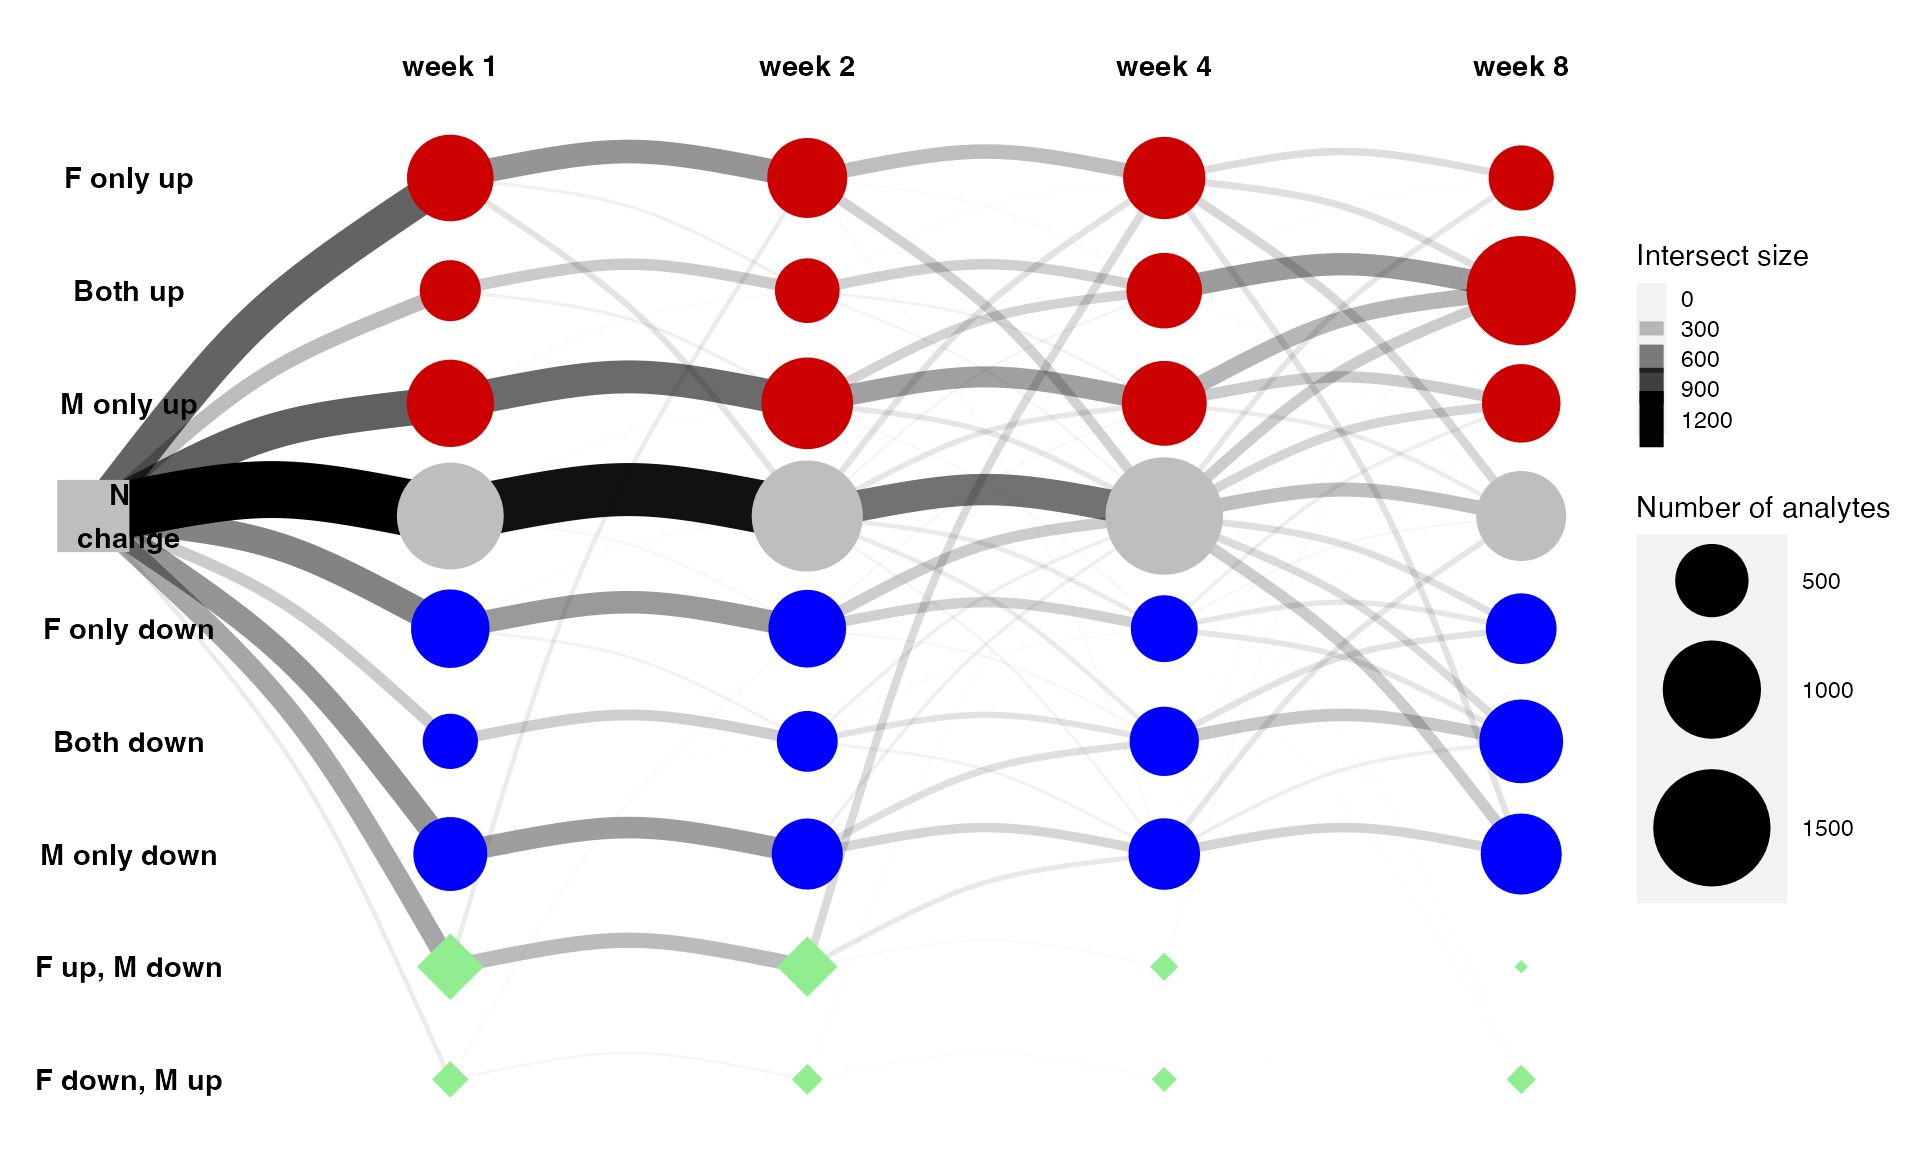 week 1
week 2
week 4
week 8
F only up
Both up
M only up
N
change
F only down
Both down
M only down
F up, M down
F down, M up
Intersect size
0
300
600
900
1200
Number of analytes
500
1000
1500